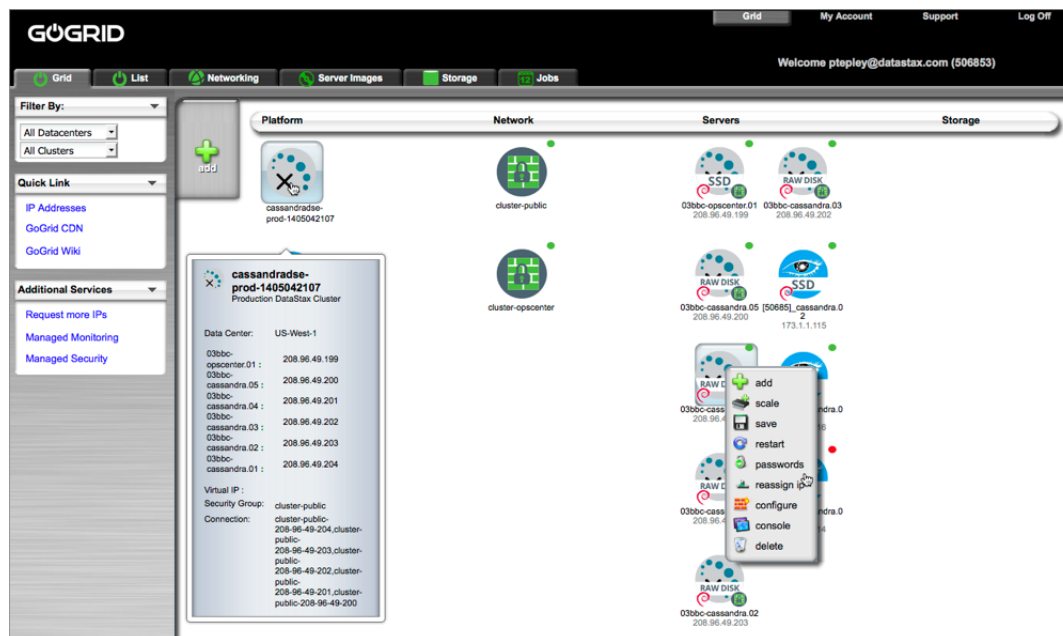 Grid My Account Support Log Off
GOGRID
Welcome ptepley@datastax.com (506853)
Grid List Networking Server Images Storage 12 Jobs
Filter By:
All Datacenters
All Clusters
Quick Link
IP Addresses
GoGrid CDN
GoGrid Wiki
Additional Services
Request more IPs
Managed Monitoring
Managed Security
add
Platform Network Servers Storage
cassandradse-
prod-1405042107
cluster-public
SSD
03bbc-opscenter.01
208.96.49.199
RAW DISK
03bbc-cassandra.03
208.96.49.202
cluster-opscenter
RAW DISK
03bbc-cassandra.05
208.96.49.200
SSD
[50685]_cassandra.0
2
173.1.1.115
cassandradse-
prod-1405042107
Production DataStax Cluster
Data Center: US-West-1
03bbc-
opscenter.01 : 208.96.49.199
03bbc-
cassandra.05 : 208.96.49.200
03bbc-
cassandra.04 : 208.96.49.201
03bbc-
cassandra.03 : 208.96.49.202
03bbc-
cassandra.02 : 208.96.49.203
03bbc-
cassandra.01 : 208.96.49.204
Virtual IP :
Security Group: cluster-public
Connection: cluster-public-
208-96-49-204,cluster-
public-
208-96-49-203,cluster-
public-
208-96-49-202,cluster-
public-
208-96-49-201,cluster-
public-208-96-49-200
add
scale
save
restart
passwords
reassign ip
configure
console
delete
RAW DISK
03bbc-cassandra.02
208.96.49.203